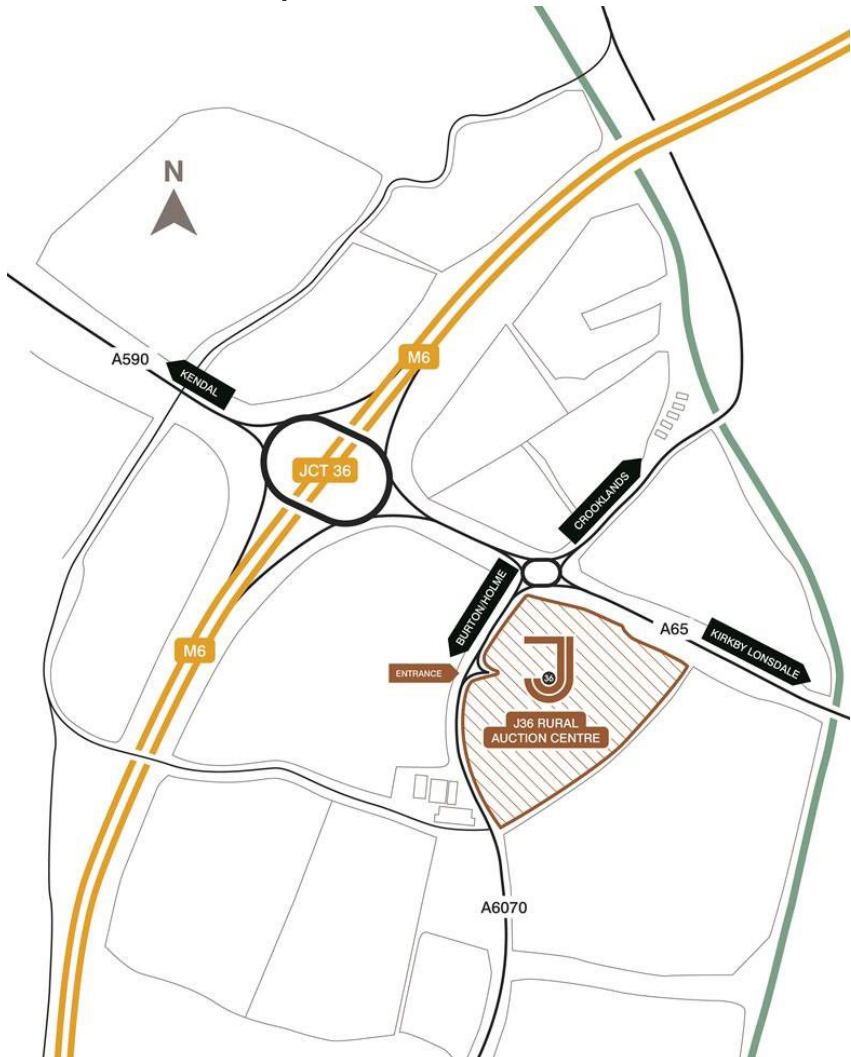 N
M6
A590
KENDAL
JCT 36
CROOKLANDS
BURTON/HOLME
A65
KIRKBY LONSDALE
M6
ENTRANCE
36
J36 RURAL
AUCTION CENTRE
A6070